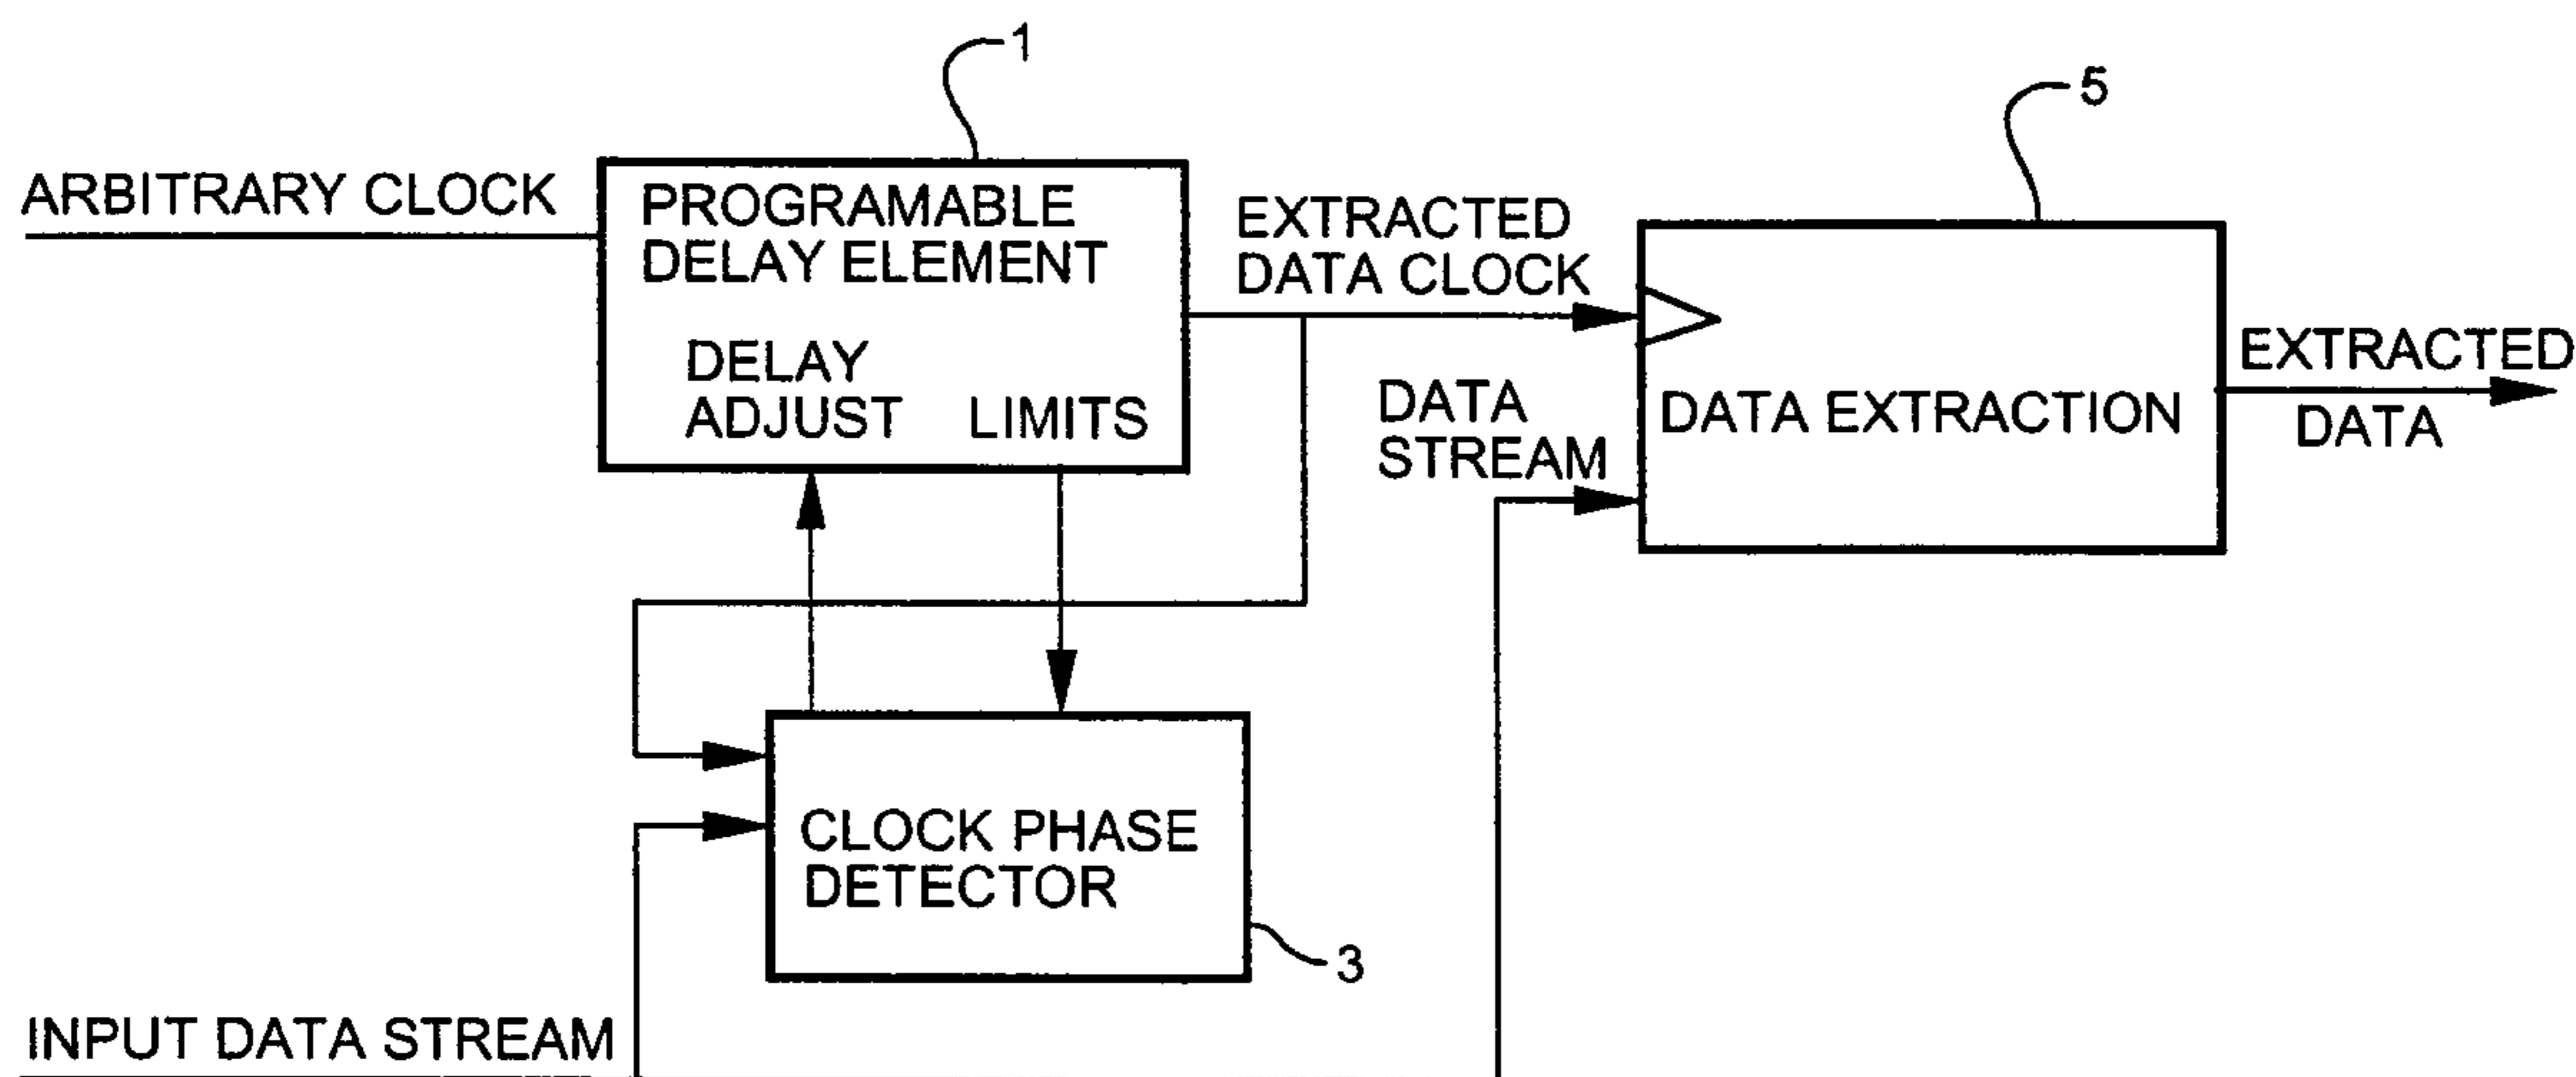 1
5
ARBITRARY CLOCK
PROGRAMABLE
DELAY ELEMENT
DELAY
ADJUST
LIMITS
EXTRACTED
DATA CLOCK
DATA
STREAM
DATA EXTRACTION
EXTRACTED
DATA
CLOCK PHASE
DETECTOR
3
INPUT DATA STREAM